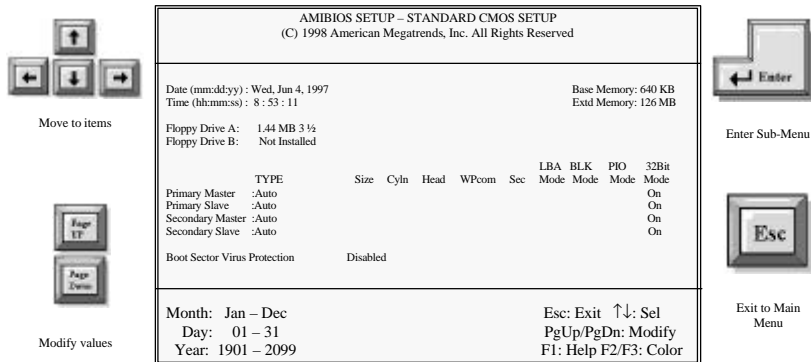 AMIBIOS SETUP – STANDARD CMOS SETUP
(C) 1998 American Megatrends, Inc. All Rights Reserved
Date (mm:dd:yy) : Wed, Jun 4, 1997 Base Memory: 640 KB
Time (hh:mm:ss) : 8 : 53 : 11 Extd Memory: 126 MB
Floppy Drive A: 1.44 MB 3 ½
Floppy Drive B: Not Installed
LBA BLK PIO 32Bit
TYPE Size Cyln Head WPcom Sec Mode Mode Mode Mode
Primary Master :Auto On
Primary Slave :Auto On
Secondary Master :Auto On
Secondary Slave :Auto On
Boot Sector Virus Protection Disabled
Month: Jan – Dec Esc: Exit ↑↓: Sel
Day: 01 – 31 PgUp/PgDn: Modify
Year: 1901 – 2099 F1: Help F2/F3: Color
Move to items
Page
UP
Page
Down
Modify values
Enter
Enter Sub-Menu
Esc
Exit to Main
Menu